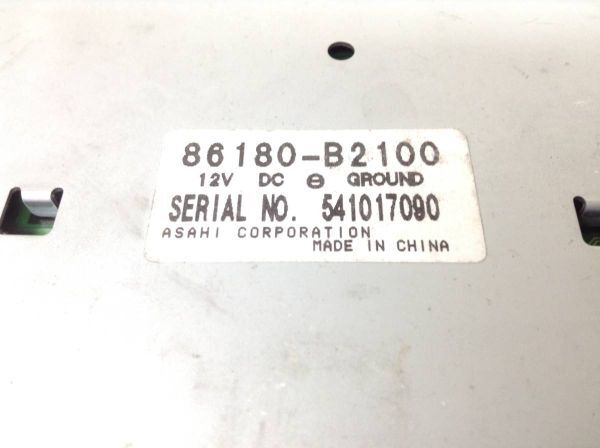 86180-B2100
12V DC ⊖ GROUND
SERIAL NO. 541017090
ASAHI CORPORATION
MADE IN CHINA